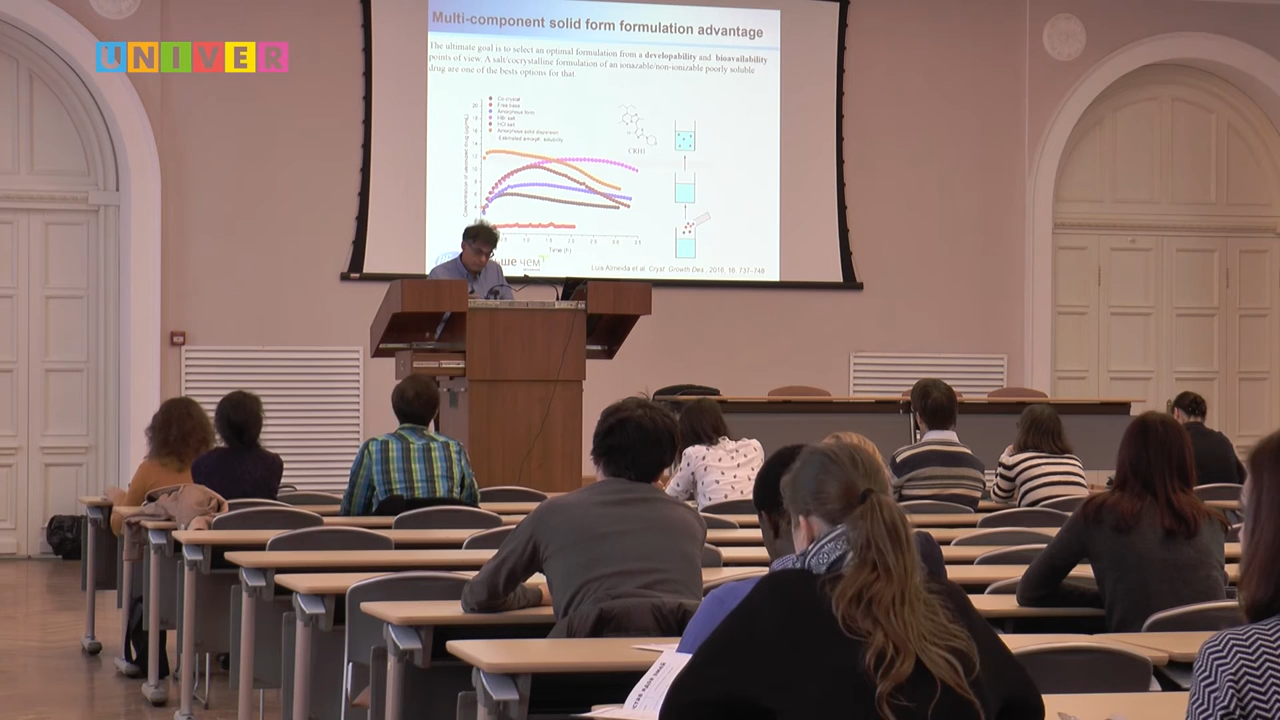 UNIVER
Multi-component solid form formulation advantage
The ultimate goal is to select an optimal formulation from a developability and bioavailability
points of view. A salt/cocrystalline formulation of an ionazable/non-ionizable poorly soluble
drug are one of the bests options for that.
Co-crystal
Free base
Amorphous form
HBr salt
HCl salt
Amorphous solid dispersion
Estimated amorph. solubility
CRH1
Time (h)
ше чем
Luis Almeida et al. Cryst. Growth Des., 2016, 16, 737–748